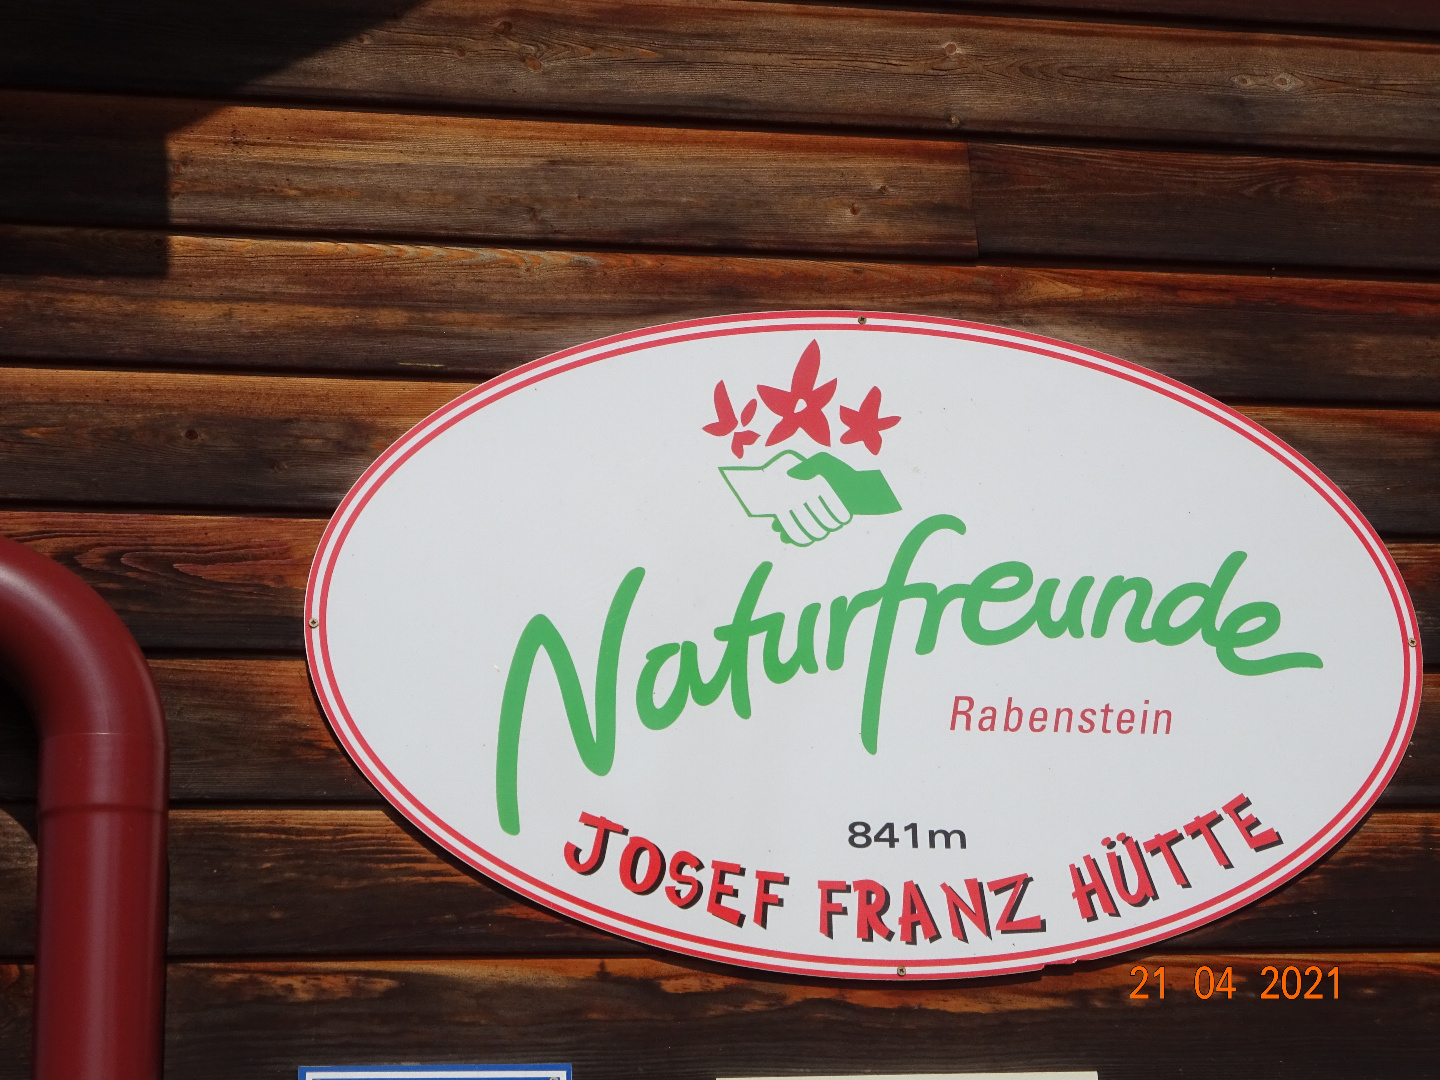 Naturfreunde
Rabenstein
841m
JOSEF FRANZ HÜTTE
21 04 2021